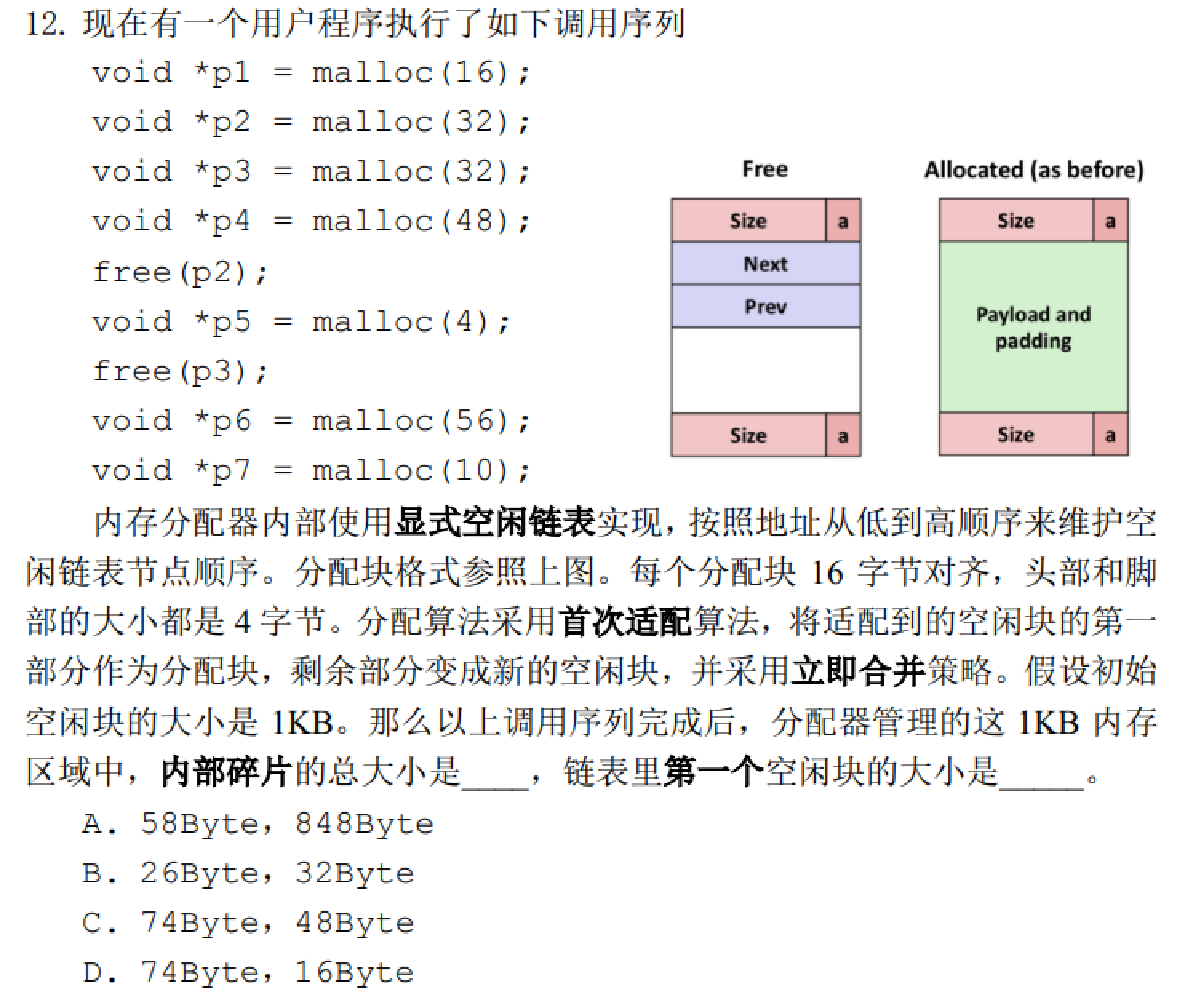 12. 现在有一个用户程序执行了如下调用序列
void *p1 = malloc(16);
void *p2 = malloc(32);
void *p3 = malloc(32);
void *p4 = malloc(48);
free(p2);
void *p5 = malloc(4);
free(p3);
void *p6 = malloc(56);
void *p7 = malloc(10);
Free
Size a
Next
Prev
Size a
Allocated (as before)
Size a
Payload and
padding
Size a
内存分配器内部使用显式空闲链表实现，按照地址从低到高顺序来维护空
闲链表节点顺序。分配块格式参照上图。每个分配块 16 字节对齐，头部和脚
部的大小都是 4 字节。分配算法采用首次适配算法，将适配到的空闲块的第一
部分作为分配块，剩余部分变成新的空闲块，并采用立即合并策略。假设初始
空闲块的大小是 1KB。那么以上调用序列完成后，分配器管理的这 1KB 内存
区域中，内部碎片的总大小是____，链表里第一个空闲块的大小是_____。
A. 58Byte，848Byte
B. 26Byte，32Byte
C. 74Byte，48Byte
D. 74Byte，16Byte